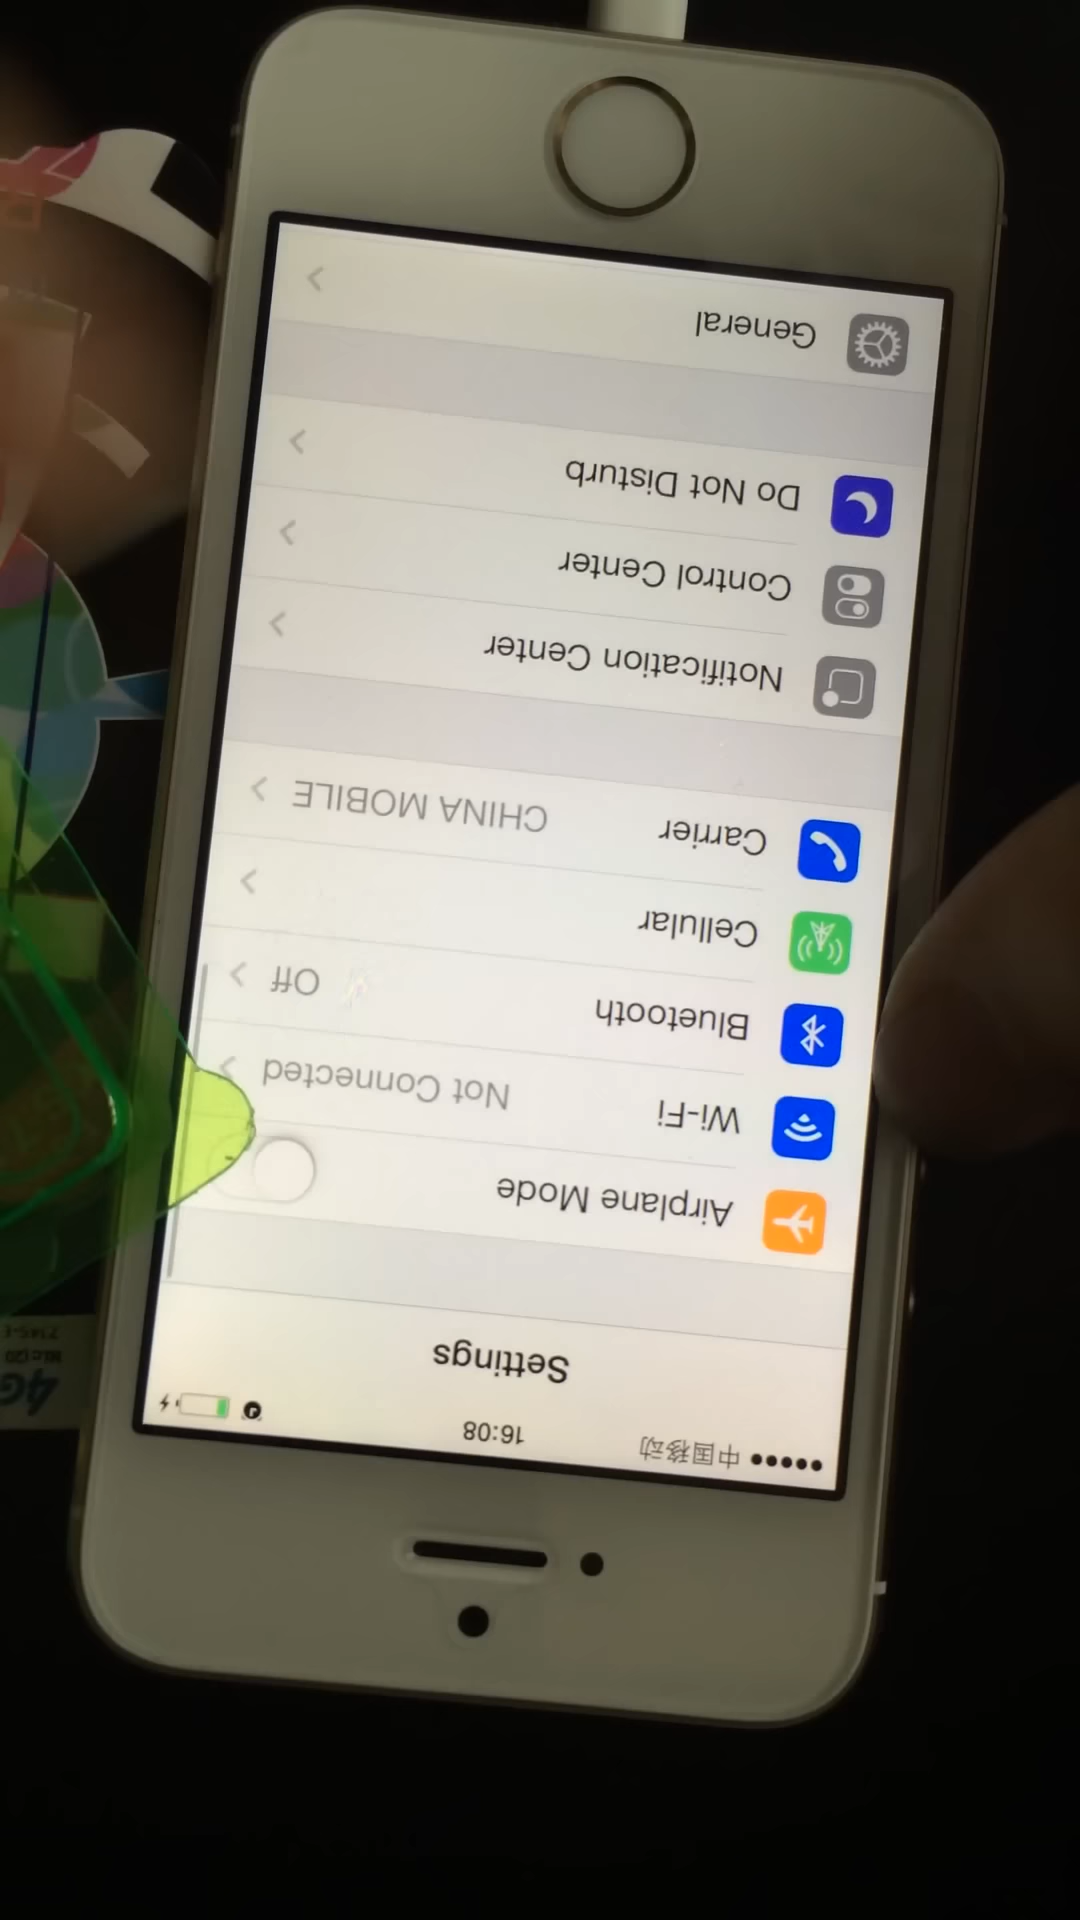 中国移动
16:08
Settings
Airplane Mode
Wi-Fi
Not Connected
Bluetooth
Off
Cellular
Carrier
CHINA MOBILE
Notification Center
Control Center
Do Not Disturb
General
4G